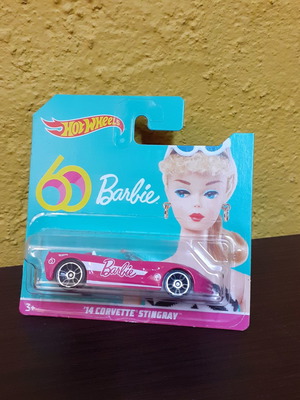 Hot Wheels
60 Barbie
Barbie
3+ '14 CORVETTE STINGRAY